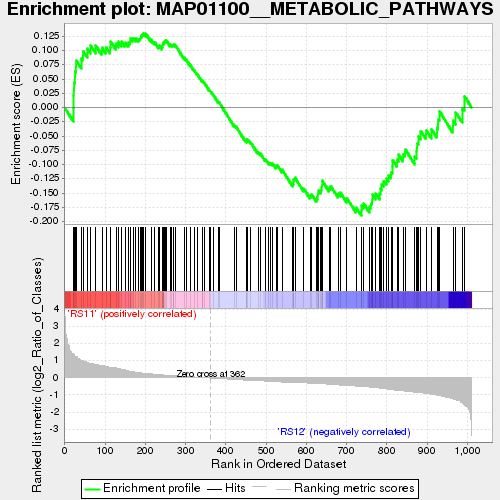 Enrichment plot: MAP01100__METABOLIC_PATHWAYS
Enrichment score (ES)
0.125
0.100
0.075
0.050
0.025
0.000
-0.025
-0.050
-0.075
-0.100
-0.125
-0.150
-0.175
-0.200
'RS11' (positively correlated)
Ranked list metric (log2_Ratio_of_Classes)
4
3
2
1
0
-1
-2
-3
Zero cross at 362
'RS12' (negatively correlated)
0 100 200 300 400 500 600 700 800 900 1,000
Rank in Ordered Dataset
Enrichment profile Hits Ranking metric scores